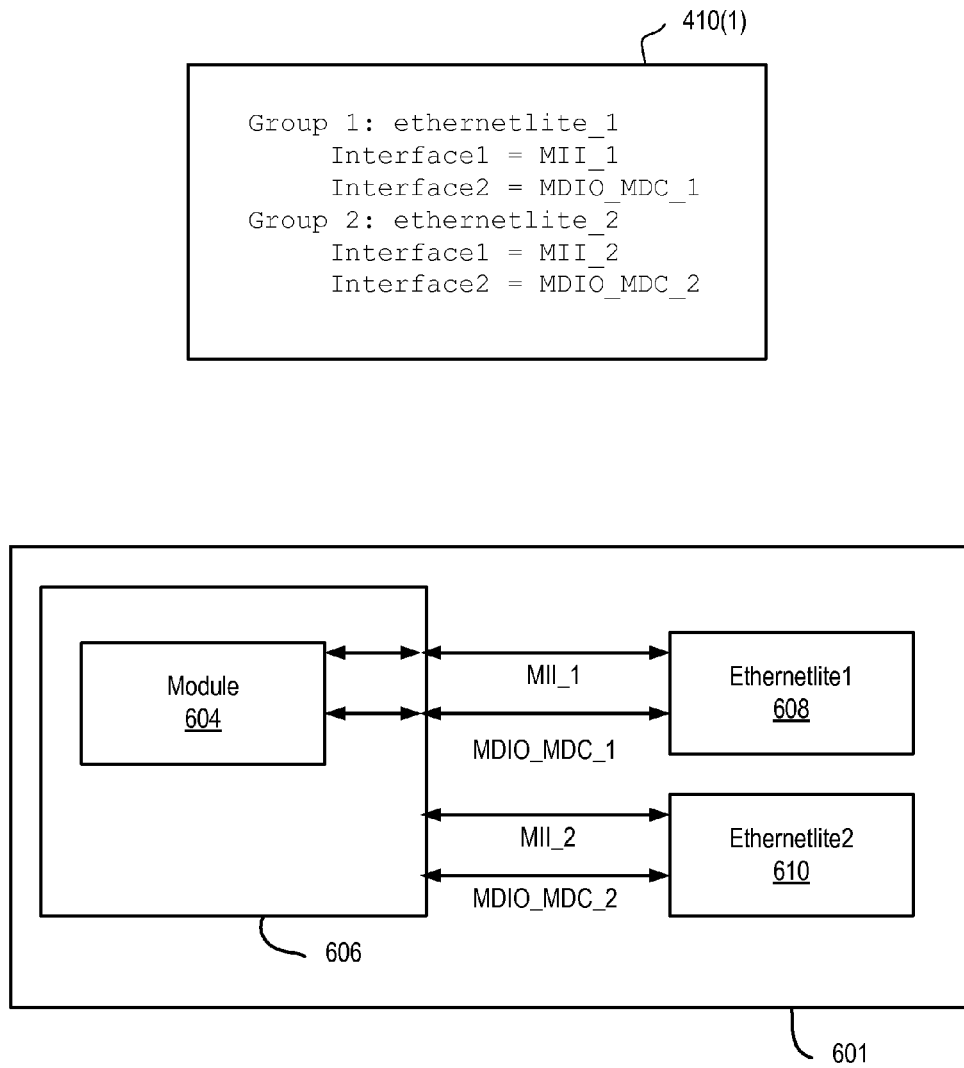 410(1)
Group 1: ethernetlite_1
Interface1 = MII_1
Interface2 = MDIO_MDC_1
Group 2: ethernetlite_2
Interface1 = MII_2
Interface2 = MDIO_MDC_2
Module
604
MII_1
MDIO_MDC_1
Ethernetlite1
608
MII_2
MDIO_MDC_2
Ethernetlite2
610
606
601